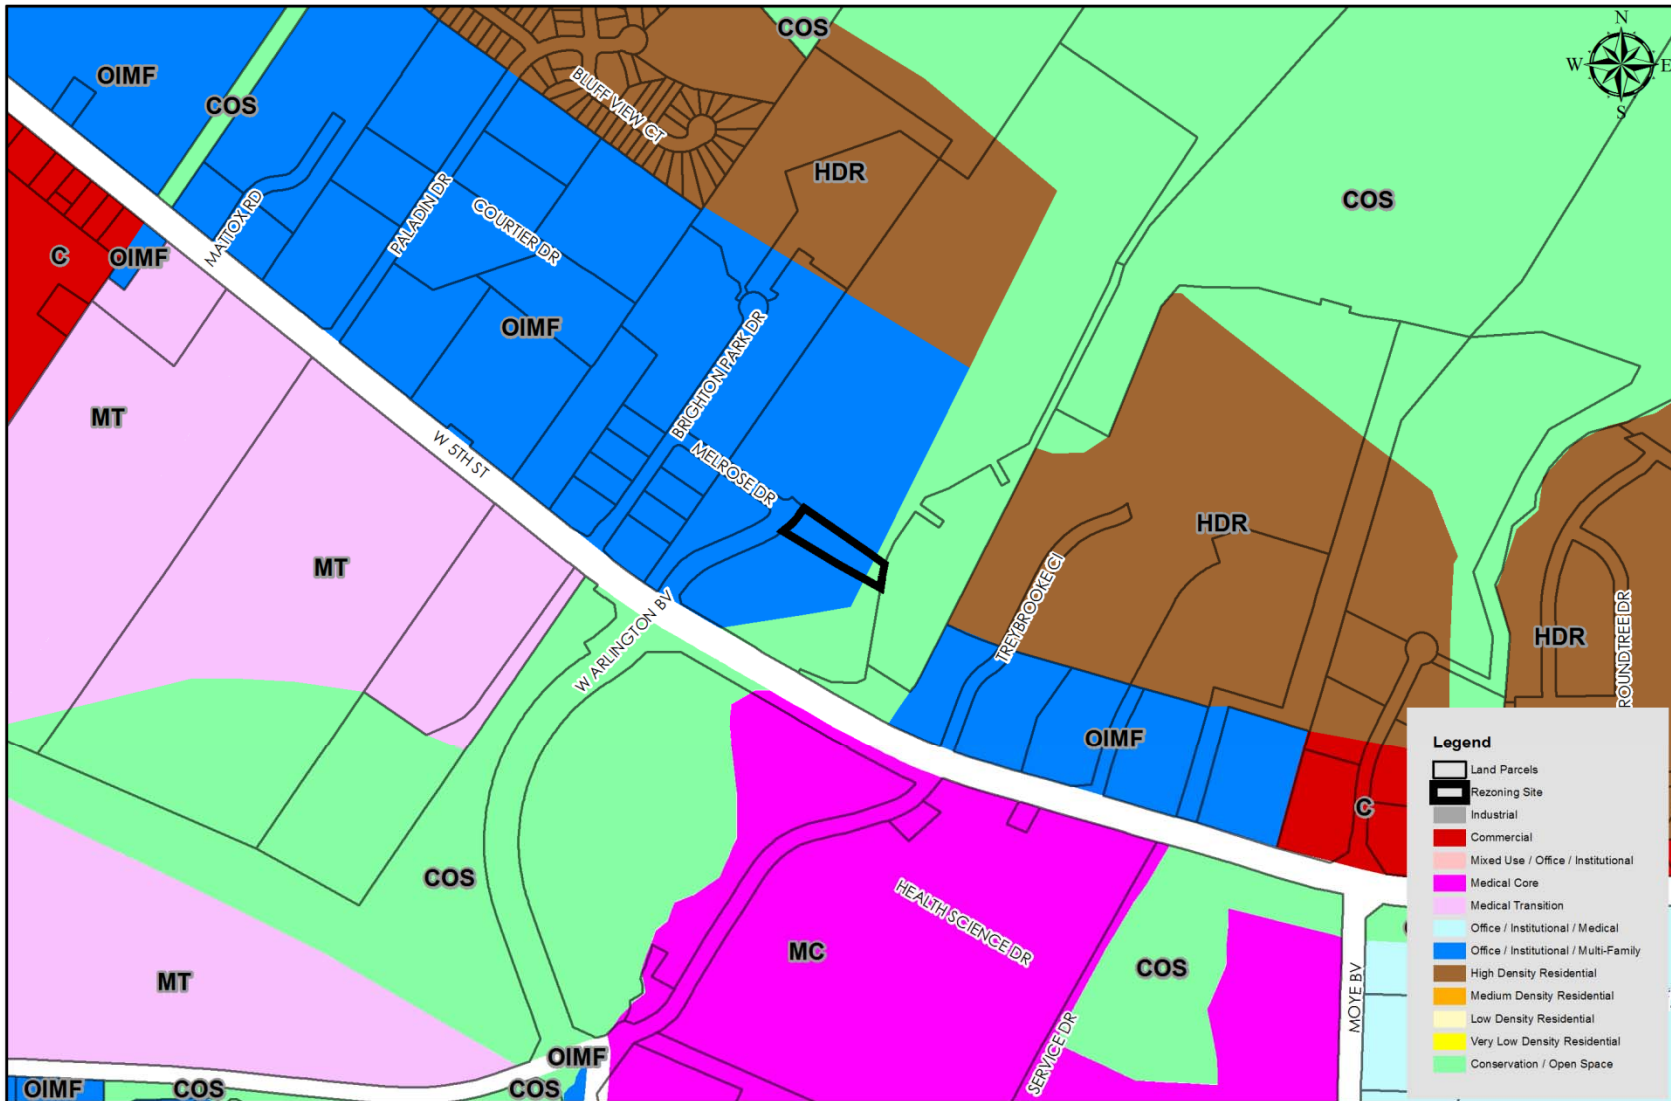 COS
N
W
E
S
OIMF
COS
BLUFF VIEW CT
HDR
COS
MATTOX RD
PALADIN DR
COURTIER DR
C
OIMF
OIMF
BRIGHTON PARK DR
MT
W 5TH ST
MELROSE DR
HDR
MT
TREYBROOKE CI
W ARLINGTON BV
HDR
ROUNDTREE DR
OIMF
C
COS
HEALTH SCIENCE DR
MC
COS
MT
MOYE BV
SERVICE DR
OIMF
OIMF
COS
COS
Legend
Land Parcels
Rezoning Site
Industrial
Commercial
Mixed Use / Office / Institutional
Medical Core
Medical Transition
Office / Institutional / Medical
Office / Institutional / Multi-Family
High Density Residential
Medium Density Residential
Low Density Residential
Very Low Density Residential
Conservation / Open Space